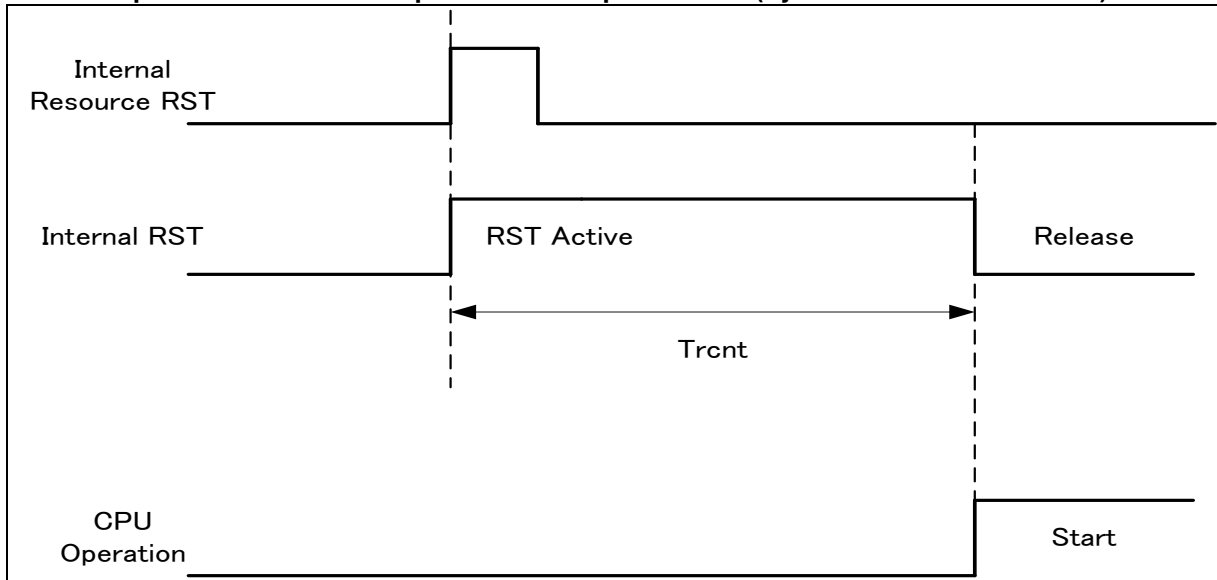 Internal
Resource RST
Internal RST
RST Active
Release
Trcnt
CPU
Operation
Start